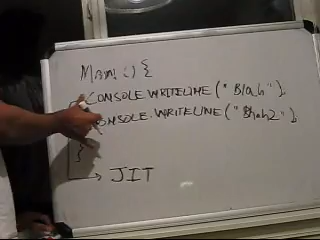 MAIN() {
CONSOLE.WRITELINE("Blah");
CONSOLE.WRITELINE("Blah2");
}
JIT